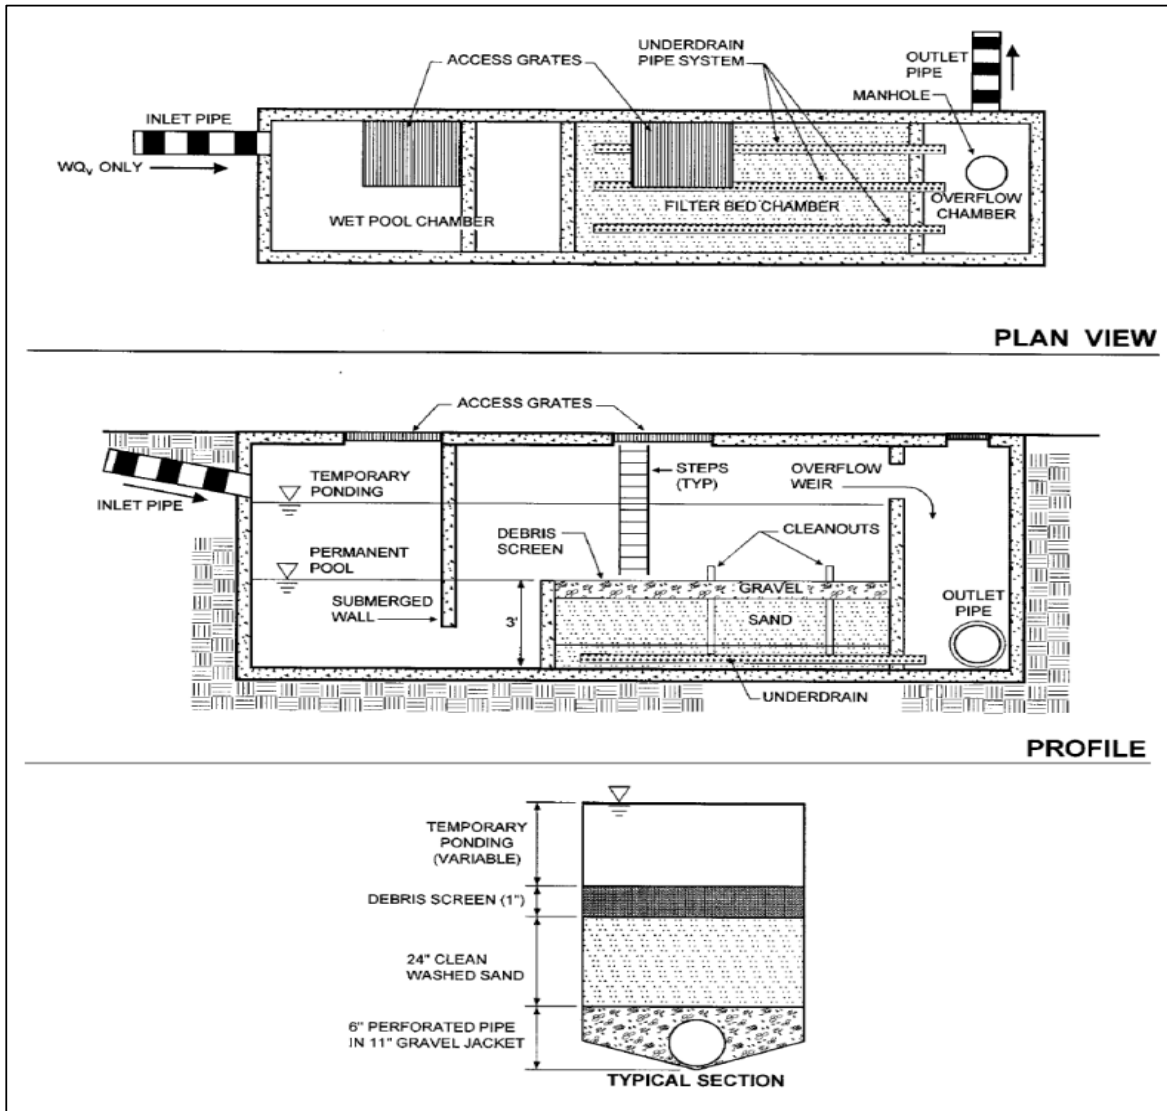 ACCESS GRATES
UNDERDRAIN
PIPE SYSTEM
OUTLET
PIPE
MANHOLE
INLET PIPE
WQv ONLY
WET POOL CHAMBER
FILTER BED CHAMBER
OVERFLOW
CHAMBER
PLAN VIEW
ACCESS GRATES
TEMPORARY
PONDING
STEPS
(TYP)
OVERFLOW
WEIR
INLET PIPE
DEBRIS
SCREEN
CLEANOUTS
PERMANENT
POOL
SUBMERGED
WALL
3'
GRAVEL
SAND
OUTLET
PIPE
UNDERDRAIN
PROFILE
TEMPORARY
PONDING
(VARIABLE)
DEBRIS SCREEN (1")
24" CLEAN
WASHED SAND
6" PERFORATED PIPE
IN 11" GRAVEL JACKET
TYPICAL SECTION